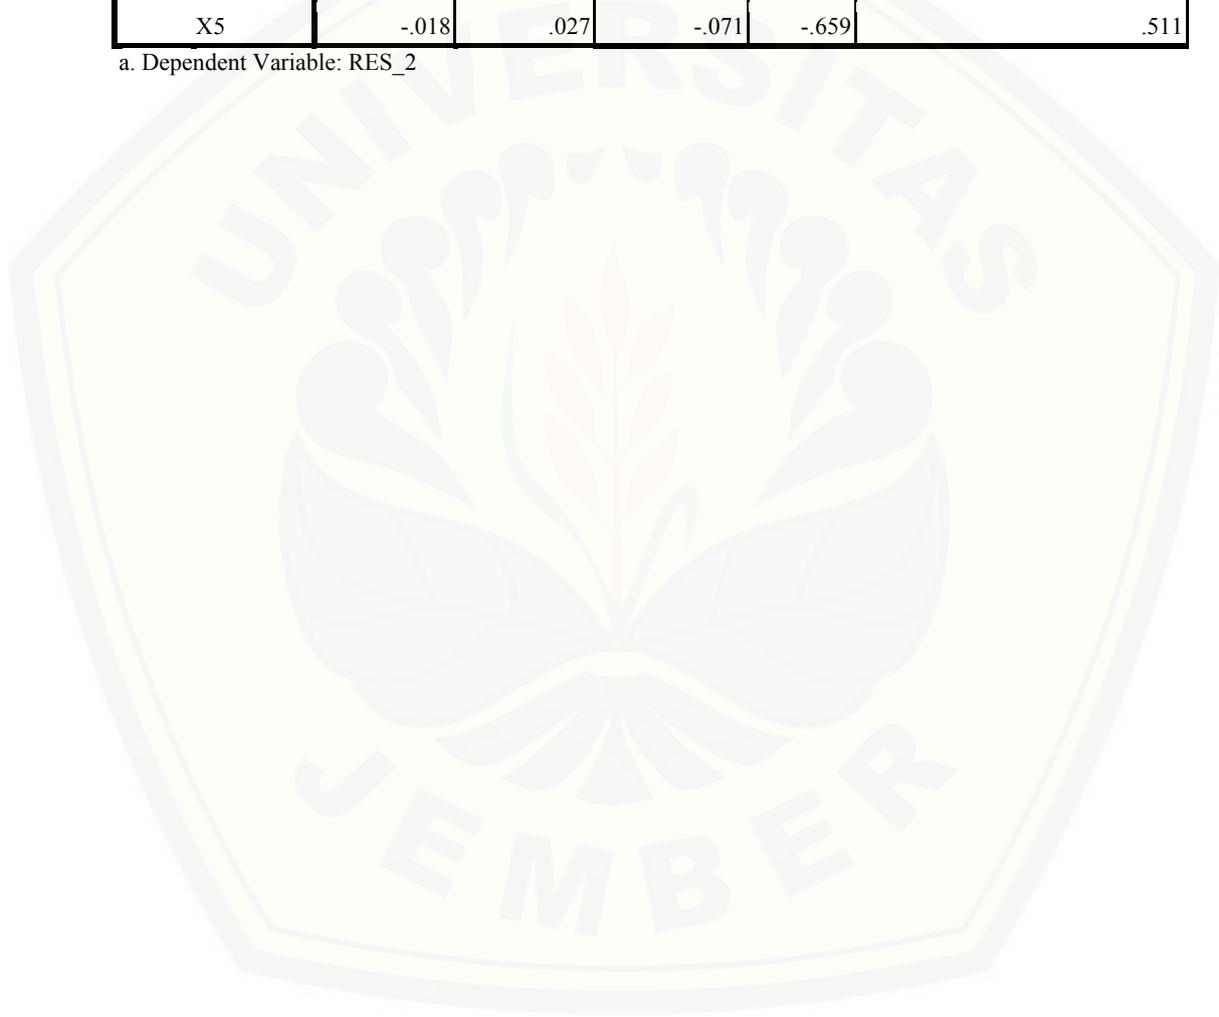 X5 -.018 .027 -.071 -.659 .511
a. Dependent Variable: RES_2
UNIVERSITAS
JEMBER